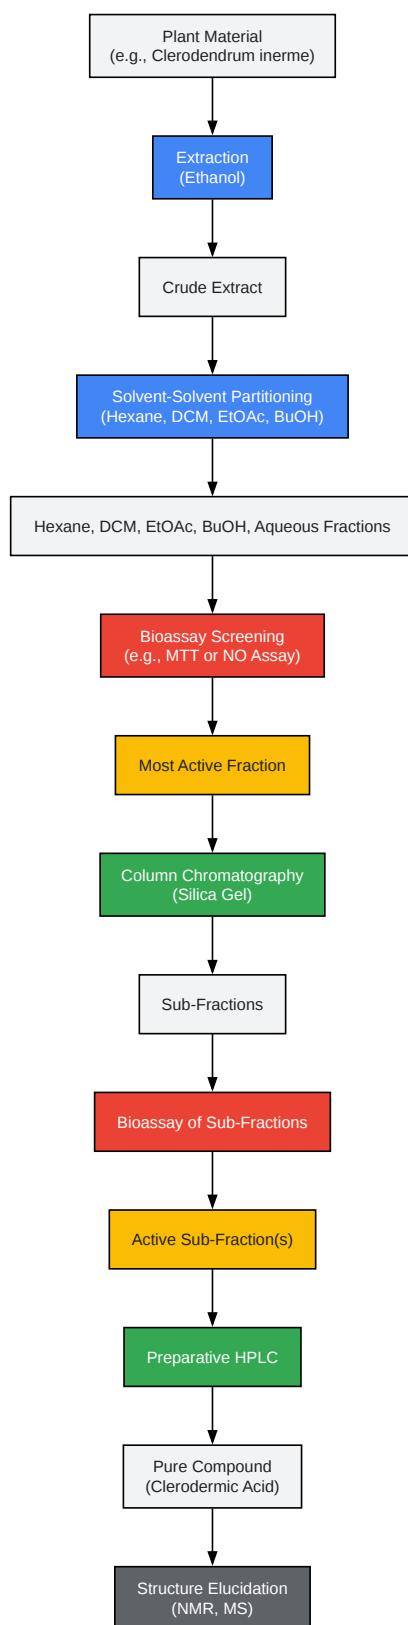 Plant Material
(e.g., Clerodendrum inerme)
Extraction
(Ethanol)
Crude Extract
Solvent-Solvent Partitioning
(Hexane, DCM, EtOAc, BuOH)
Hexane, DCM, EtOAc, BuOH, Aqueous Fractions
Bioassay Screening
(e.g., MTT or NO Assay)
Most Active Fraction
Column Chromatography
(Silica Gel)
Sub-Fractions
Bioassay of Sub-Fractions
Active Sub-Fraction(s)
Preparative HPLC
Pure Compound
(Clerodermic Acid)
Structure Elucidation
(NMR, MS)